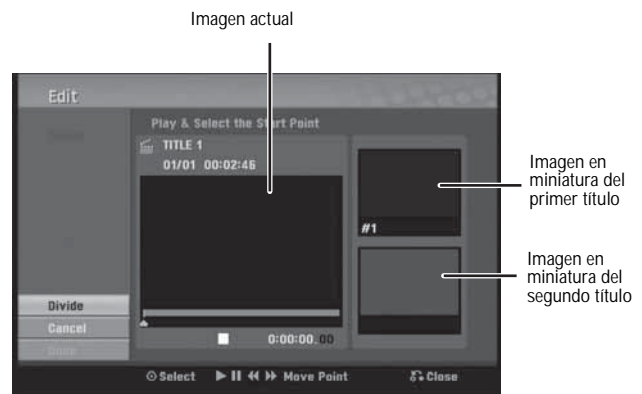 Imagen actual
Edit
Play & Select the Start Point
TITLE 1
01/01 00:02:46
#1
Imagen en
miniatura del
primer título
Imagen en
miniatura del
segundo título
Divide
Cancel
Done
0:00:00.00
Select Move Point Close